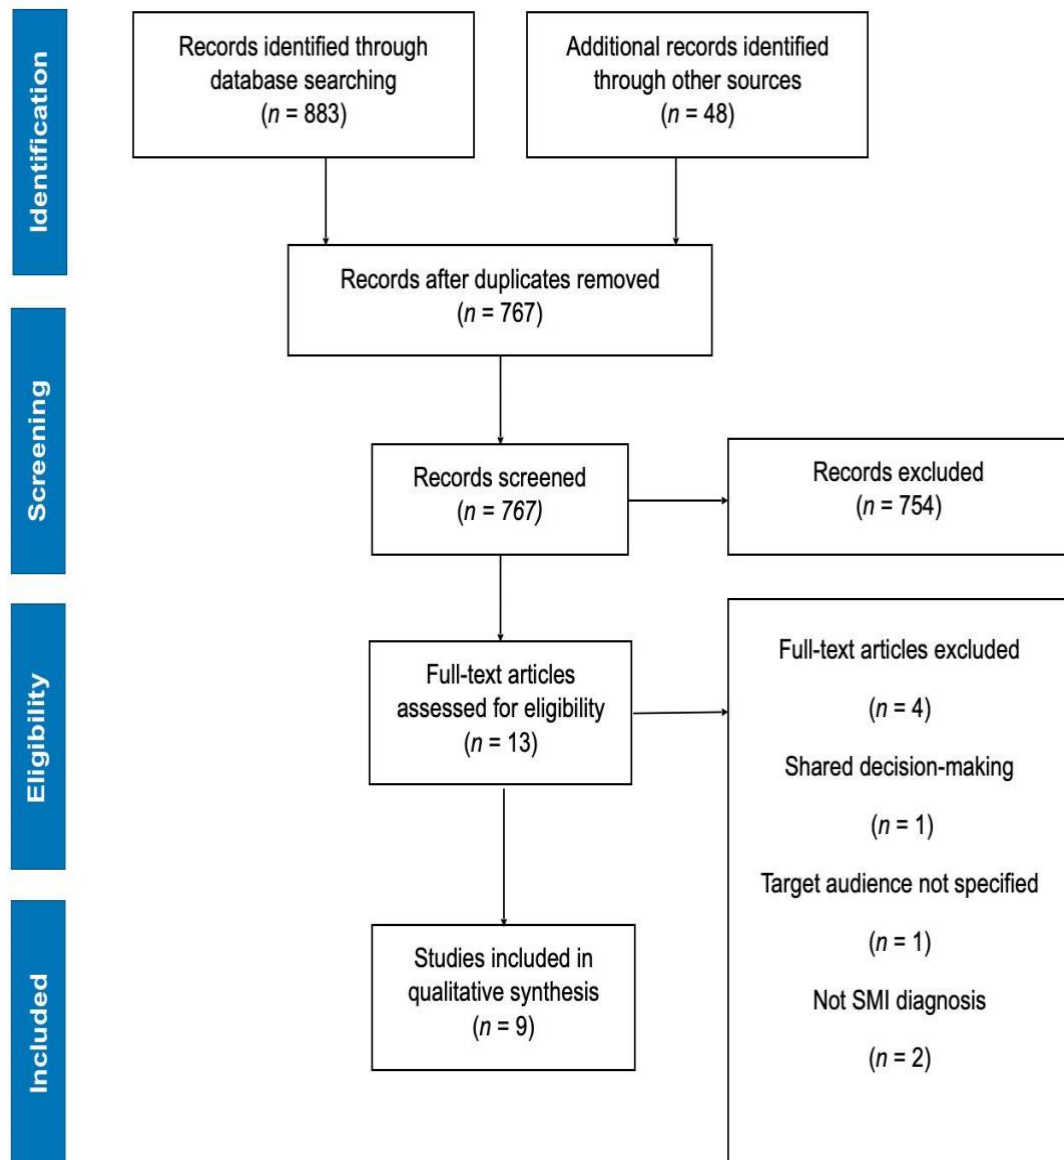 Identification
Records identified through
database searching
(n = 883)
Additional records identified
through other sources
(n = 48)
Records after duplicates removed
(n = 767)
Screening
Records screened
(n = 767)
Records excluded
(n = 754)
Eligibility
Full-text articles
assessed for eligibility
(n = 13)
Full-text articles excluded
(n = 4)
Shared decision-making
(n = 1)
Target audience not specified
(n = 1)
Not SMI diagnosis
(n = 2)
Included
Studies included in
qualitative synthesis
(n = 9)